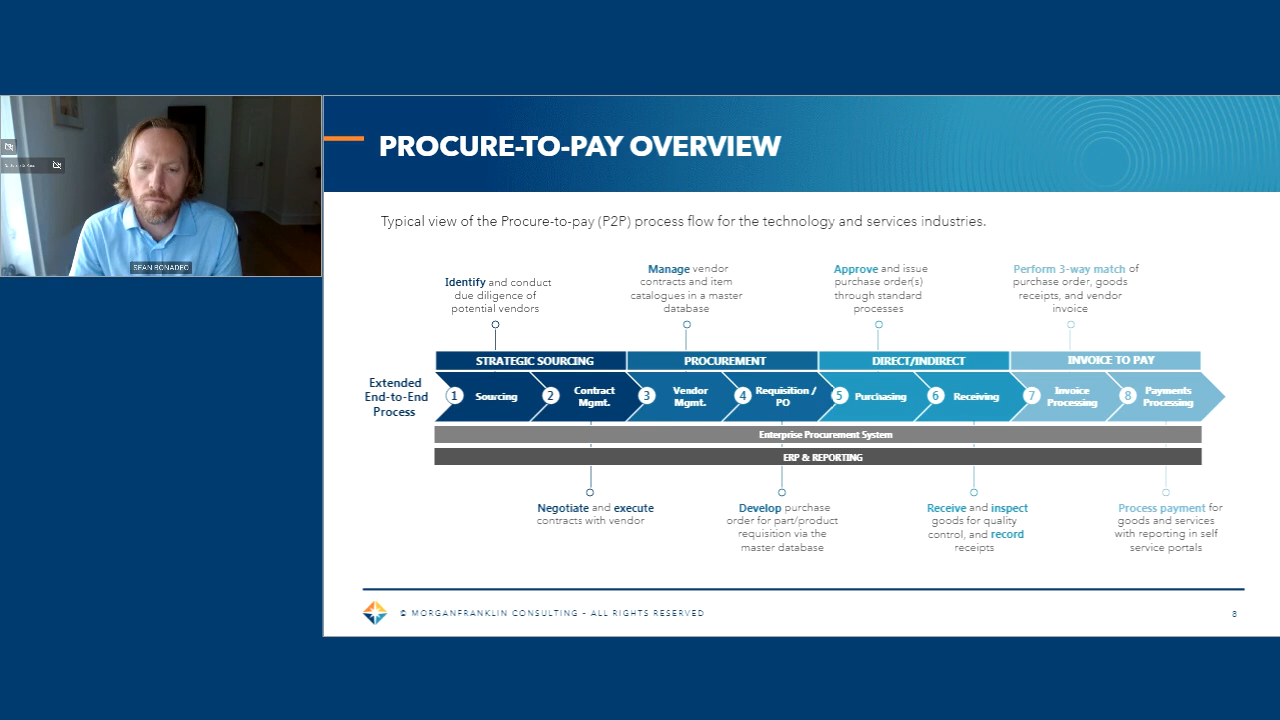 SEAN BONADEO
PROCURE-TO-PAY OVERVIEW
Typical view of the Procure-to-pay (P2P) process flow for the technology and services industries.
Identify and conduct
due diligence of
potential vendors
Manage vendor
contracts and item
catalogues in a master
database
Approve and issue
purchase order(s)
through standard
processes
Perform 3-way match of
purchase order, goods
receipts, and vendor
invoice
STRATEGIC SOURCING
PROCUREMENT
DIRECT/INDIRECT
INVOICE TO PAY
Extended
End-to-End
Process
1 Sourcing
2 Contract
Mgmt.
3 Vendor
Mgmt.
4 Requisition /
PO
5 Purchasing
6 Receiving
7 Invoice
Processing
8 Payments
Processing
Enterprise Procurement System
ERP & REPORTING
Negotiate and execute
contracts with vendor
Develop purchase
order for part/product
requisition via the
master database
Receive and inspect
goods for quality
control, and record
receipts
Process payment for
goods and services
with reporting in self
service portals
© MORGANFRANKLIN CONSULTING - ALL RIGHTS RESERVED
8